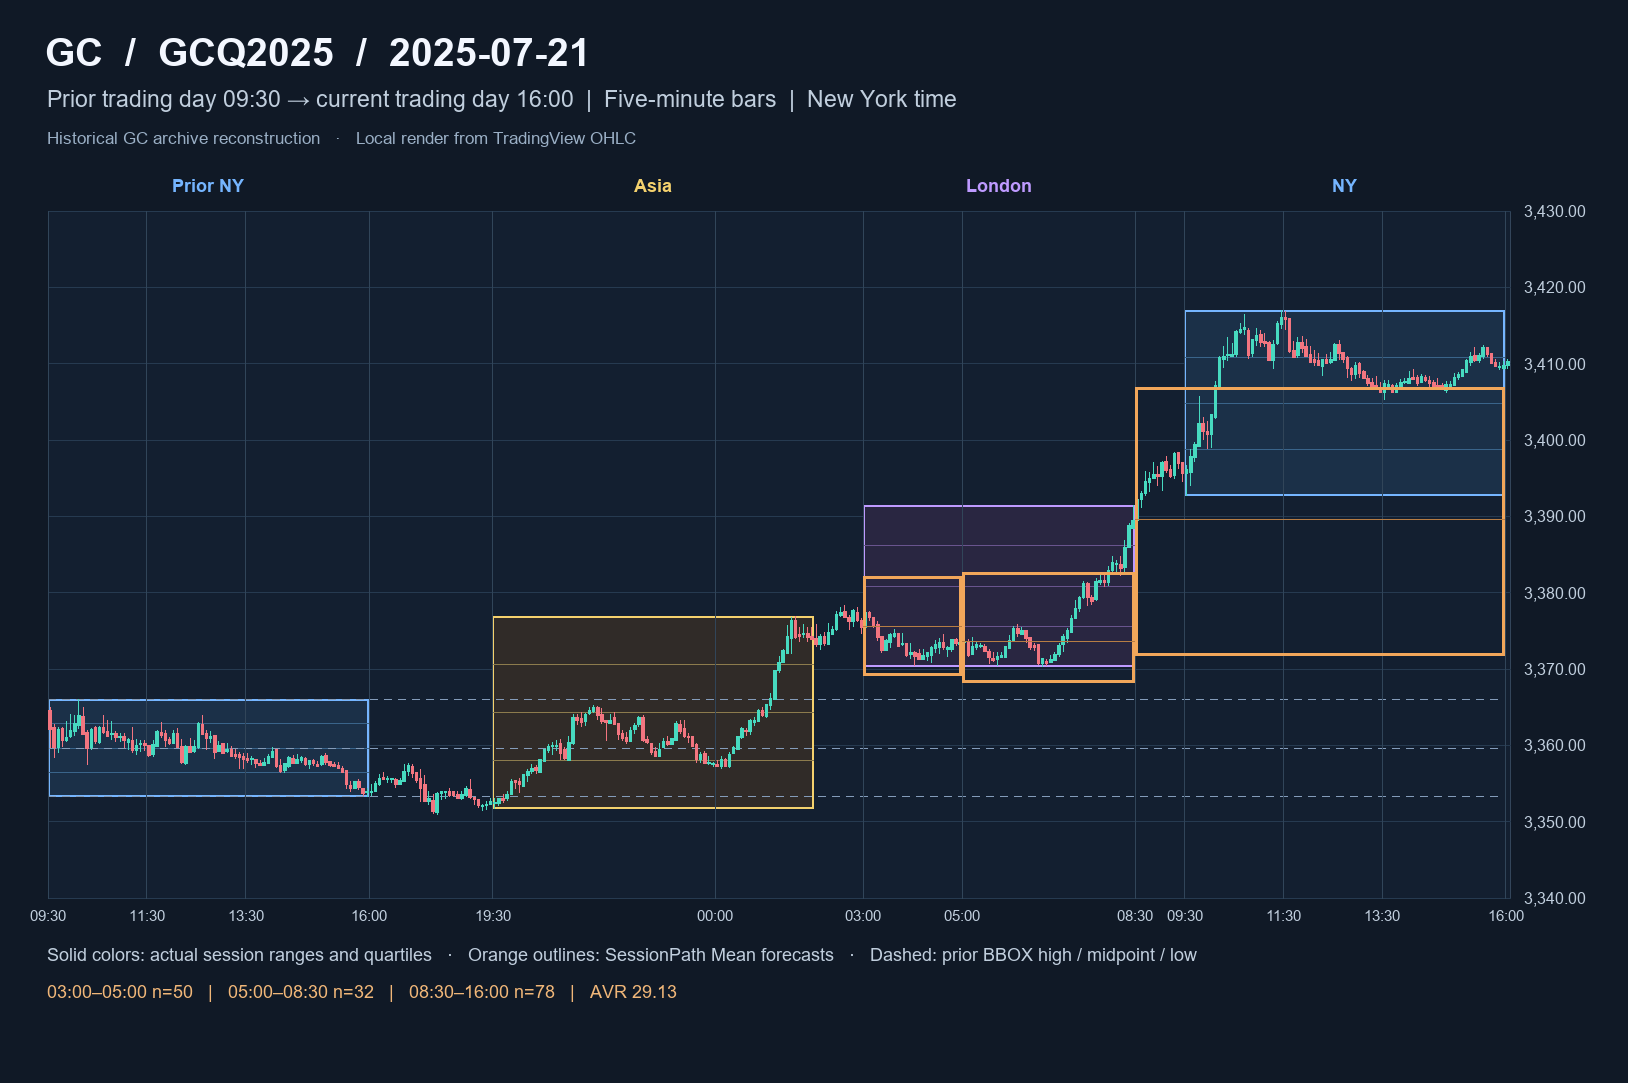 GC / GCQ2025 / 2025-07-21
Prior trading day 09:30 → current trading day 16:00 | Five-minute bars | New York time
Historical GC archive reconstruction · Local render from TradingView OHLC
Prior NY Asia London NY
3,430.00
3,420.00
3,410.00
3,400.00
3,390.00
3,380.00
3,370.00
3,360.00
3,350.00
3,340.00
09:30 11:30 13:30 16:00 19:30 00:00 03:00 05:00 08:30 09:30 11:30 13:30 16:00
Solid colors: actual session ranges and quartiles · Orange outlines: SessionPath Mean forecasts · Dashed: prior BBOX high / midpoint / low
03:00–05:00 n=50 | 05:00–08:30 n=32 | 08:30–16:00 n=78 | AVR 29.13